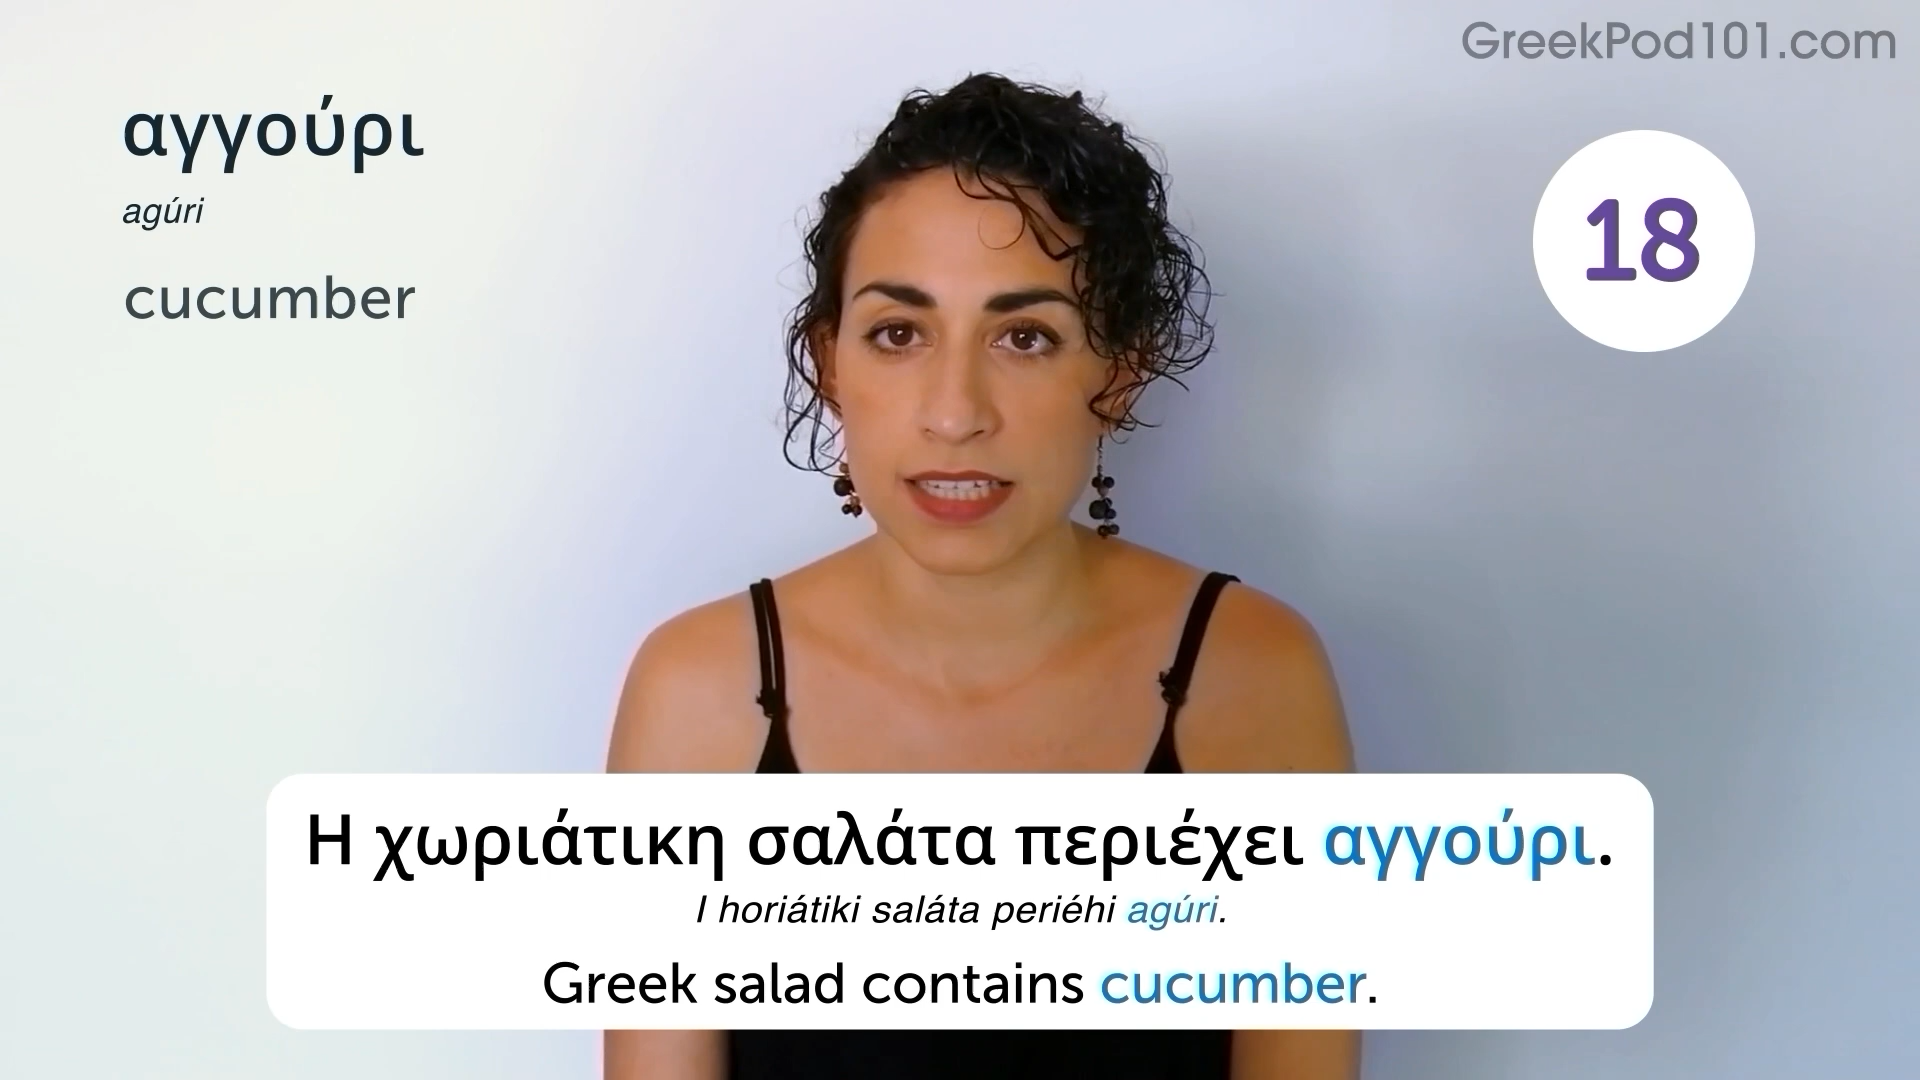 GreekPod101.com
αγγούρι
agúri
cucumber
18
Η χωριάτικη σαλάτα περιέχει αγγούρι.
I horiátiki saláta periéhi agúri.
Greek salad contains cucumber.